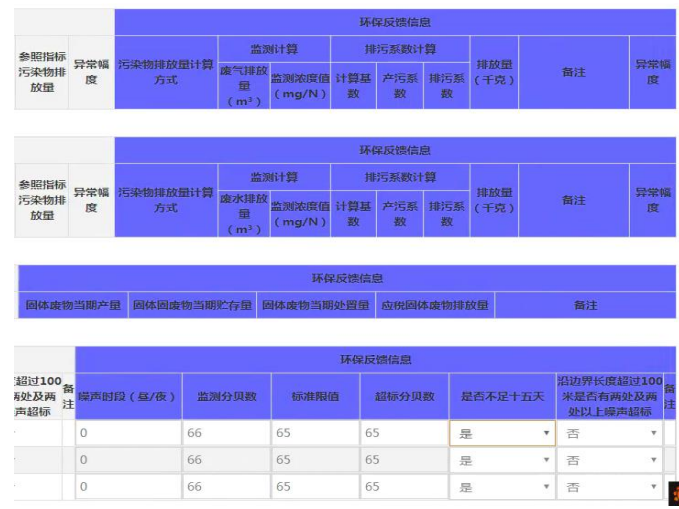 环保反馈信息
参照指标污染物排放量
异常幅度
污染物排放量计算方式
监测计算
排污系数计算
排放量（千克）
备注
异常幅度
废气排放量（m³）
监测浓度值（mg/N）
计算基数
产污系数
排污系数
环保反馈信息
参照指标污染物排放量
异常幅度
污染物排放量计算方式
监测计算
排污系数计算
排放量（千克）
备注
异常幅度
废水排放量（m³）
监测浓度值（mg/N）
计算基数
产污系数
排污系数
环保反馈信息
固体废物当期产量 固体固废物当期贮存量 固体废物当期处置量 应税固体废物排放量 备注
环保反馈信息
超过100
两处及两
声超标
备注
噪声时段（昼/夜） 监测分贝数 标准限值 超标分贝数 是否不足十五天
沿边界长度超过100米是否有两处及两处以上噪声超标
备注
0 66 65 65 是 否
0 66 65 65 是 否
0 66 65 65 是 否